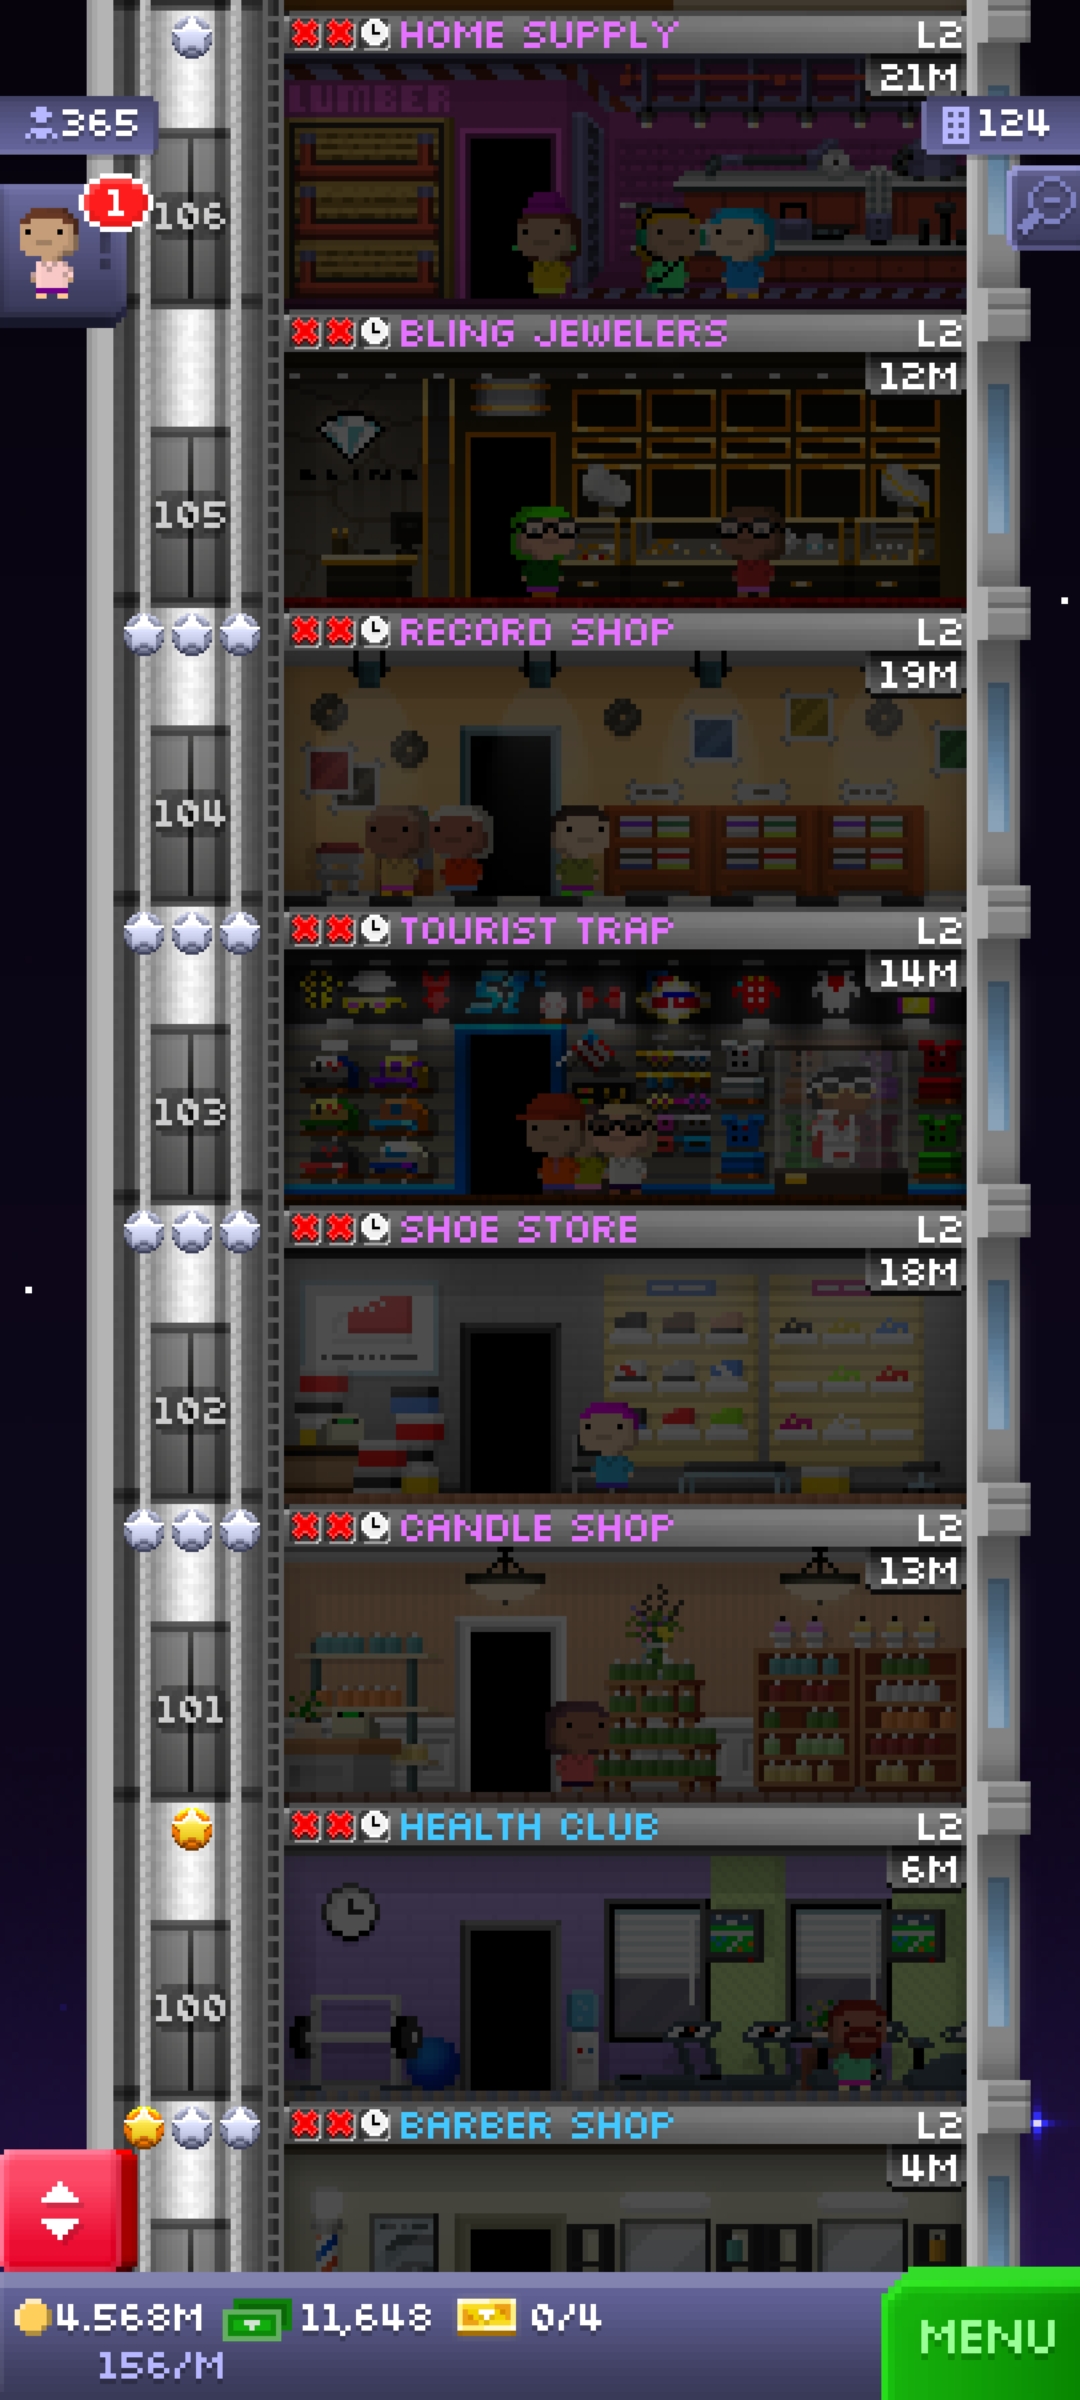 HOME SUPPLY L2
21M
LUMBER
365
124
1
106
BLING JEWELERS L2
12M
BLING
105
RECORD SHOP L2
19M
104
TOURIST TRAP L2
14M
103
SHOE STORE L2
18M
102
CANDLE SHOP L2
13M
101
HEALTH CLUB L2
6M
100
BARBER SHOP L2
4M
4.568M 11,648 0/4
156/M
MENU